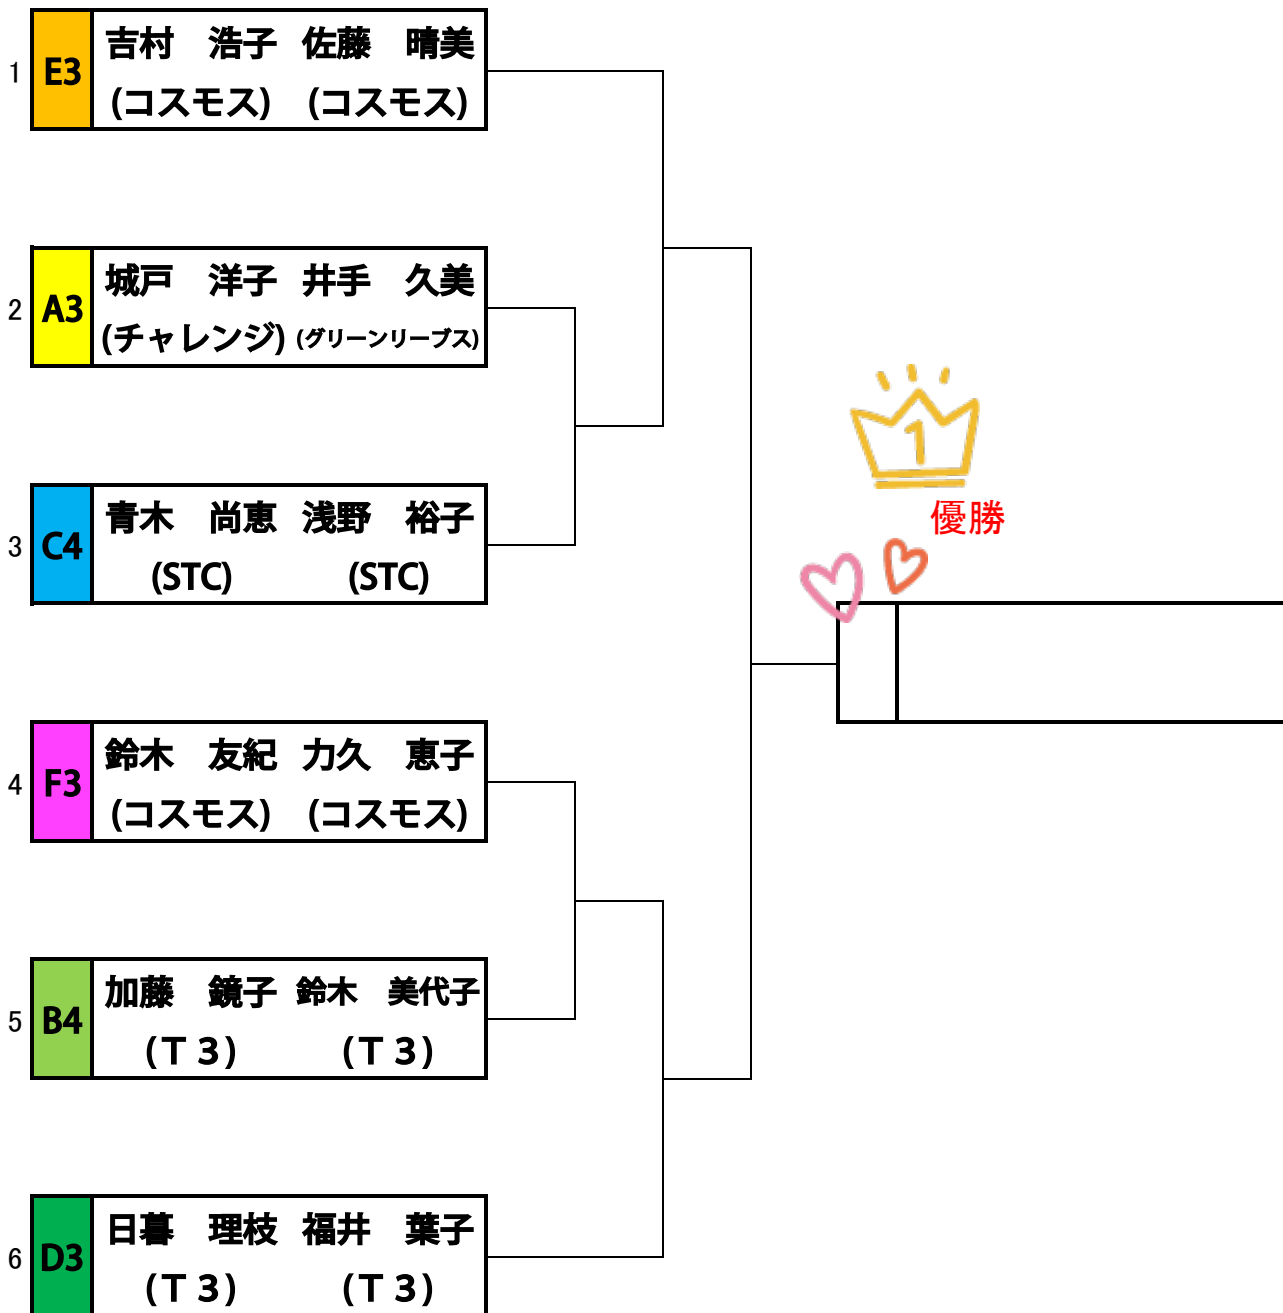 1 E3 吉村　浩子 佐藤　晴美
(コスモス) (コスモス)
2 A3 城戸　洋子 井手　久美
(チャレンジ) (グリーンリーブス)
1
優勝
3 C4 青木　尚恵 浅野　裕子
(STC) (STC)
4 F3 鈴木　友紀 力久　恵子
(コスモス) (コスモス)
5 B4 加藤　鏡子 鈴木　美代子
(Ｔ３) (Ｔ３)
6 D3 日暮　理枝 福井　葉子
(Ｔ３) (Ｔ３)